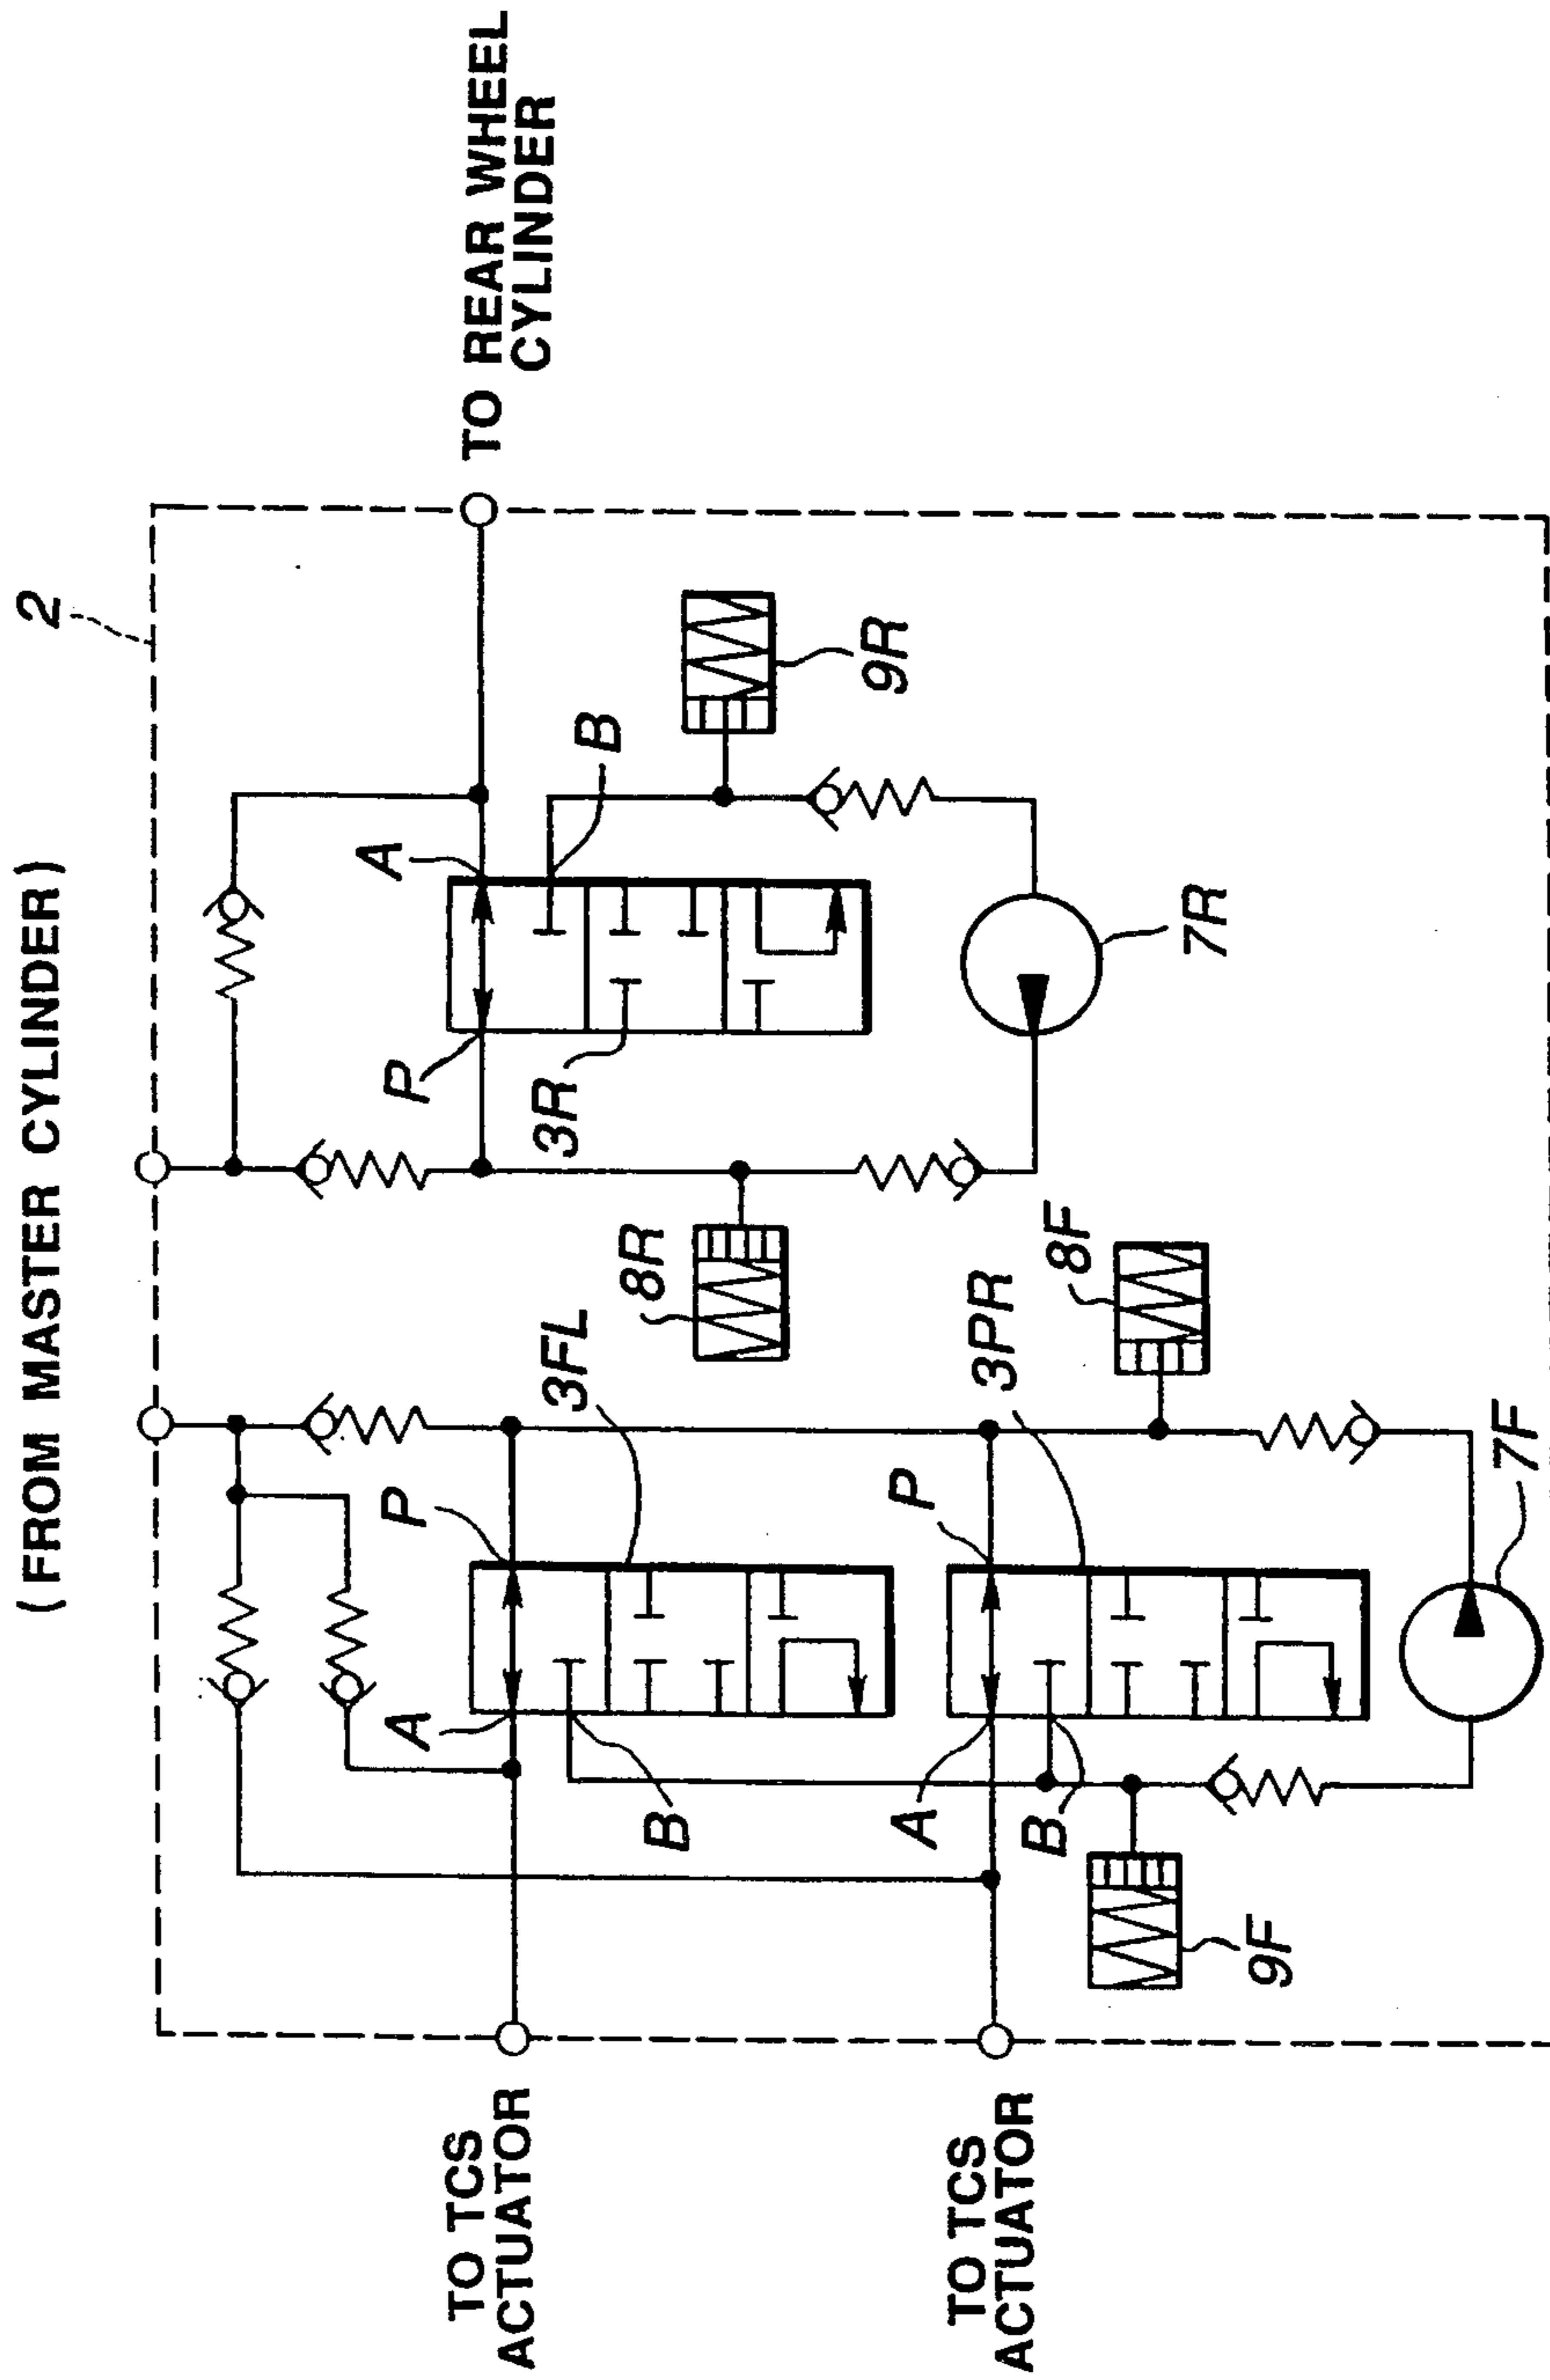 (FROM MASTER CYLINDER)
2
TO REAR WHEEL
CYLINDER
A
B
P
3R
9R
7R
8R
3FL
P
3PR
8F
P
7F
A
B
A
B
9F
TO TCS
ACTUATOR
TO TCS
ACTUATOR